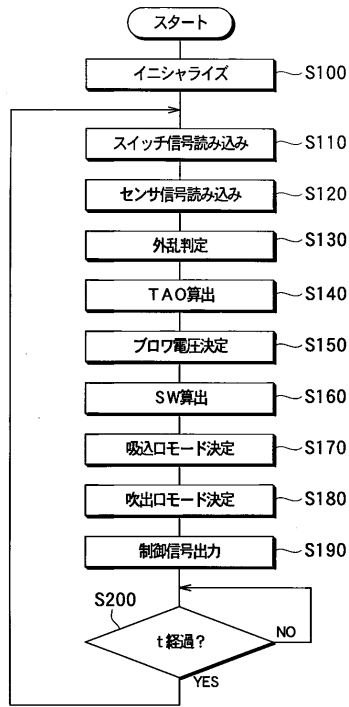 スタート
イニシャライズ S100
スイッチ信号読み込み S110
センサ信号読み込み S120
外乱判定 S130
TAO算出 S140
ブロワ電圧決定 S150
SW算出 S160
吸込口モード決定 S170
吹出口モード決定 S180
制御信号出力 S190
S200
t経過?
NO
YES